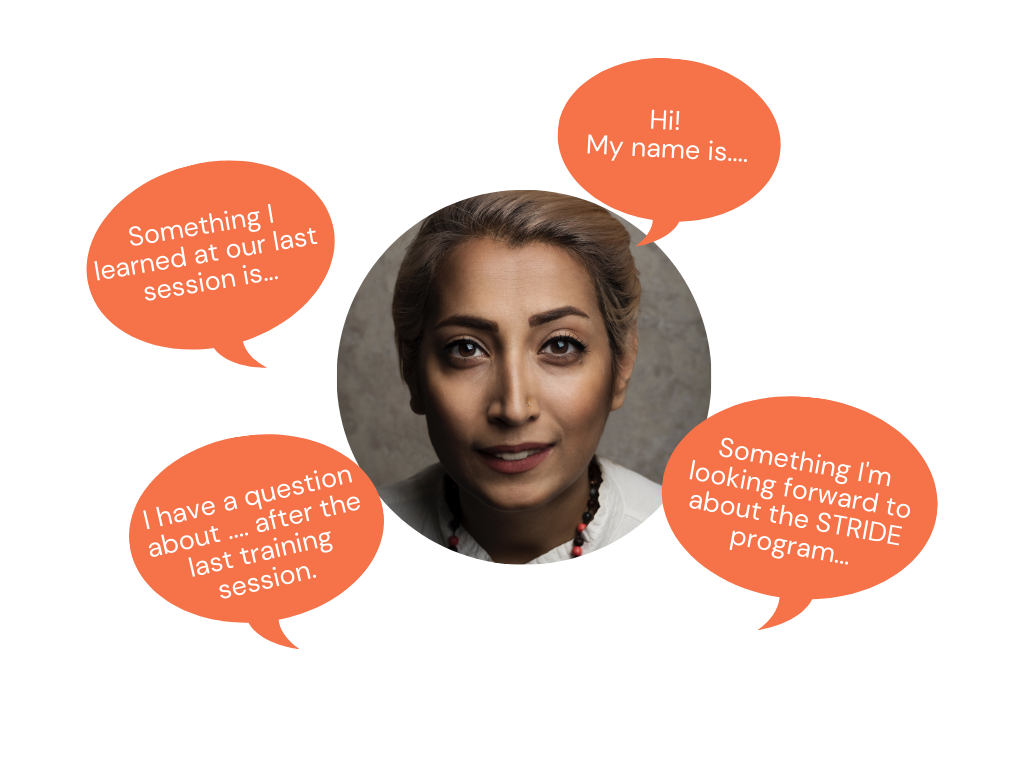 Hi!
My name is....
Something I
learned at our last
session is...
Something I'm
looking forward to
about the STRIDE
program...
I have a question
about .... after the
last training
session.